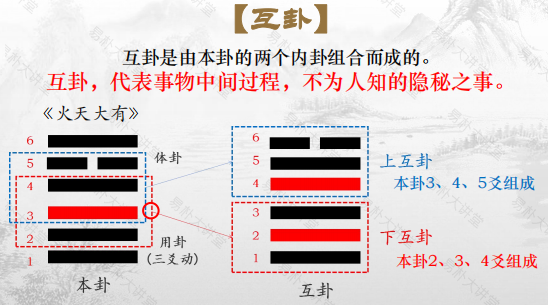 【互卦】
互卦是由本卦的两个内卦组合而成的。
互卦，代表事物中间过程，不为人知的隐秘之事。
《火天大有》
6
5
体卦
4
3
2
用卦
1
(三爻动)
本卦
6
5
4
3
2
1
互卦
上互卦
本卦3、4、5爻组成
下互卦
本卦2、3、4爻组成